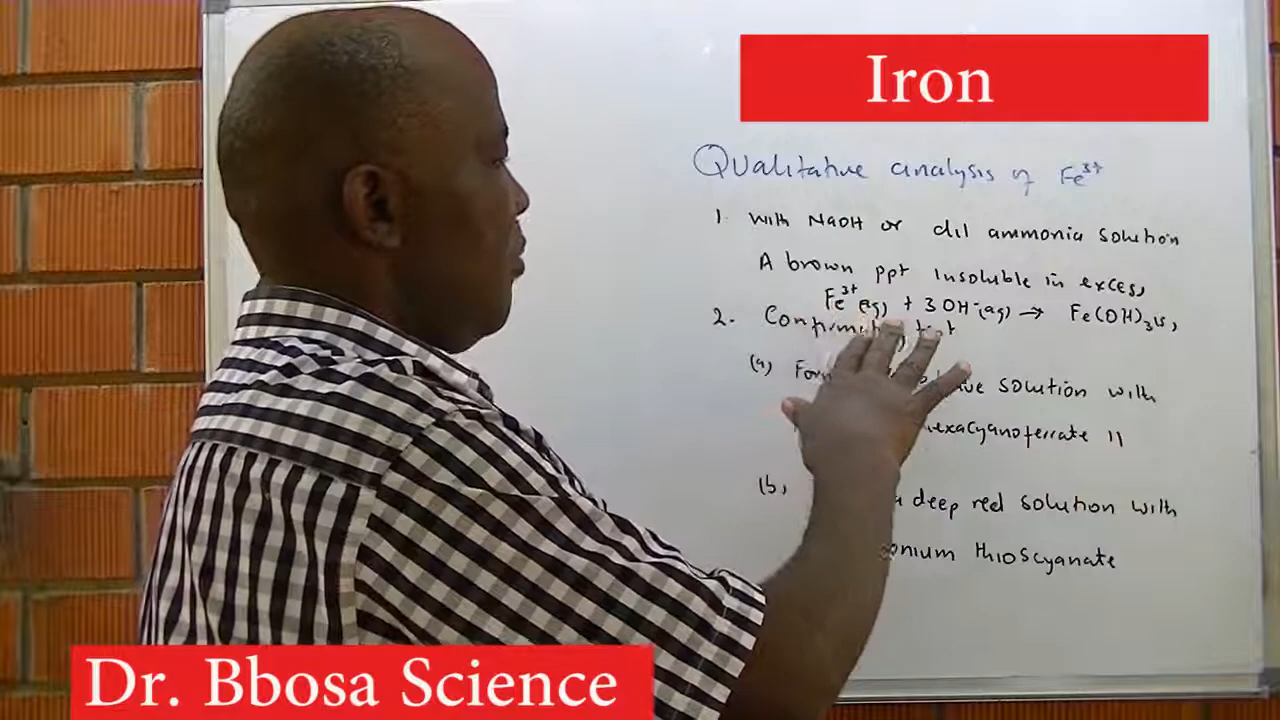 Iron
Qualitative analysis of Fe³⁺
1. With NaOH or dil ammonia solution
A brown ppt insoluble in excess,
Fe³⁺(aq) + 3OH⁻(aq) → Fe(OH)₃(s),
2.
(a) solution with
hexacyanoferrate II
(b), a deep red solution with
thioscyanate
Dr. Bbosa Science